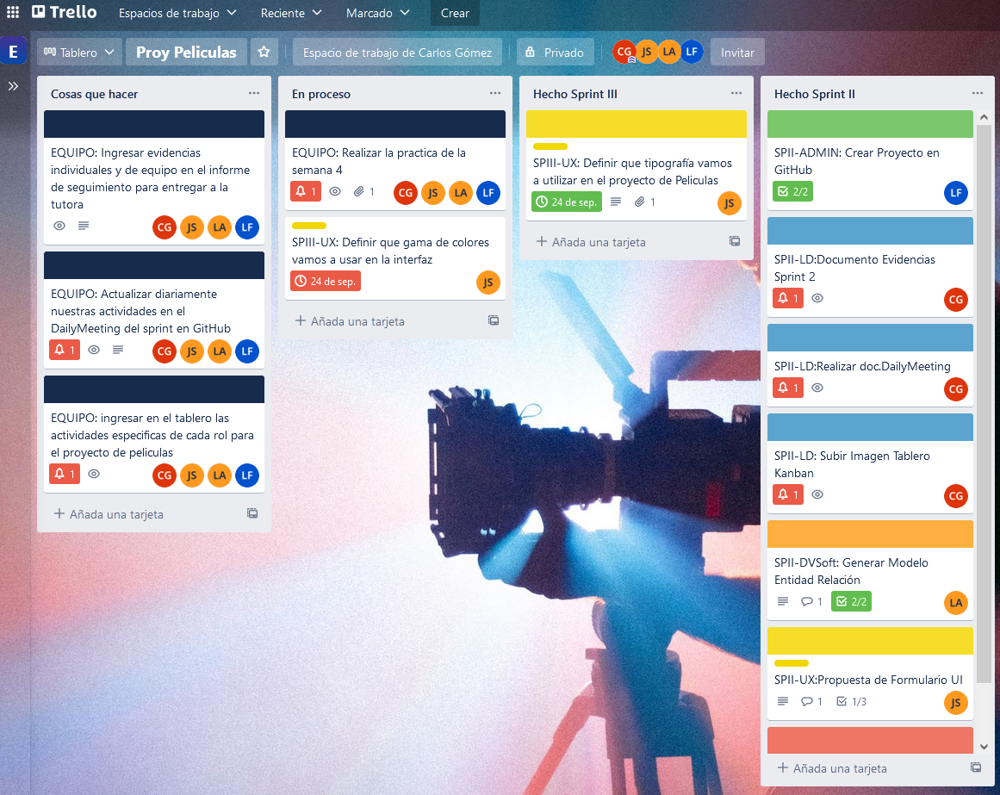 Trello
Espacios de trabajo
Reciente
Marcado
Crear
E
Tablero
Proy Peliculas
Espacio de trabajo de Carlos Gómez
Privado
CG JS LA LF
Invitar
Cosas que hacer
EQUIPO: Ingresar evidencias
individuales y de equipo en el informe
de seguimiento para entregar a la
tutora
CG JS LA LF
EQUIPO: Actualizar diariamente
nuestras actividades en el
DailyMeeting del sprint en GitHub
1
CG JS LA LF
EQUIPO: ingresar en el tablero las
actividades especificas de cada rol para
el proyecto de peliculas
1
CG JS LA LF
Añada una tarjeta
En proceso
EQUIPO: Realizar la practica de la
semana 4
1 1
CG JS LA LF
SPIII-UX: Definir que gama de colores
vamos a usar en la interfaz
24 de sep.
JS
Añada una tarjeta
Hecho Sprint III
SPIII-UX: Definir que tipografía vamos
a utilizar en el proyecto de Peliculas
24 de sep. 1
JS
Añada una tarjeta
Hecho Sprint II
SPII-ADMIN: Crear Proyecto en
GitHub
2/2
LF
SPII-LD:Documento Evidencias
Sprint 2
1
CG
SPII-LD:Realizar doc.DailyMeeting
1
CG
SPII-LD: Subir Imagen Tablero
Kanban
1
CG
SPII-DVSoft: Generar Modelo
Entidad Relación
1 2/2
LA
SPII-UX:Propuesta de Formulario UI
1 1/3
JS
Añada una tarjeta